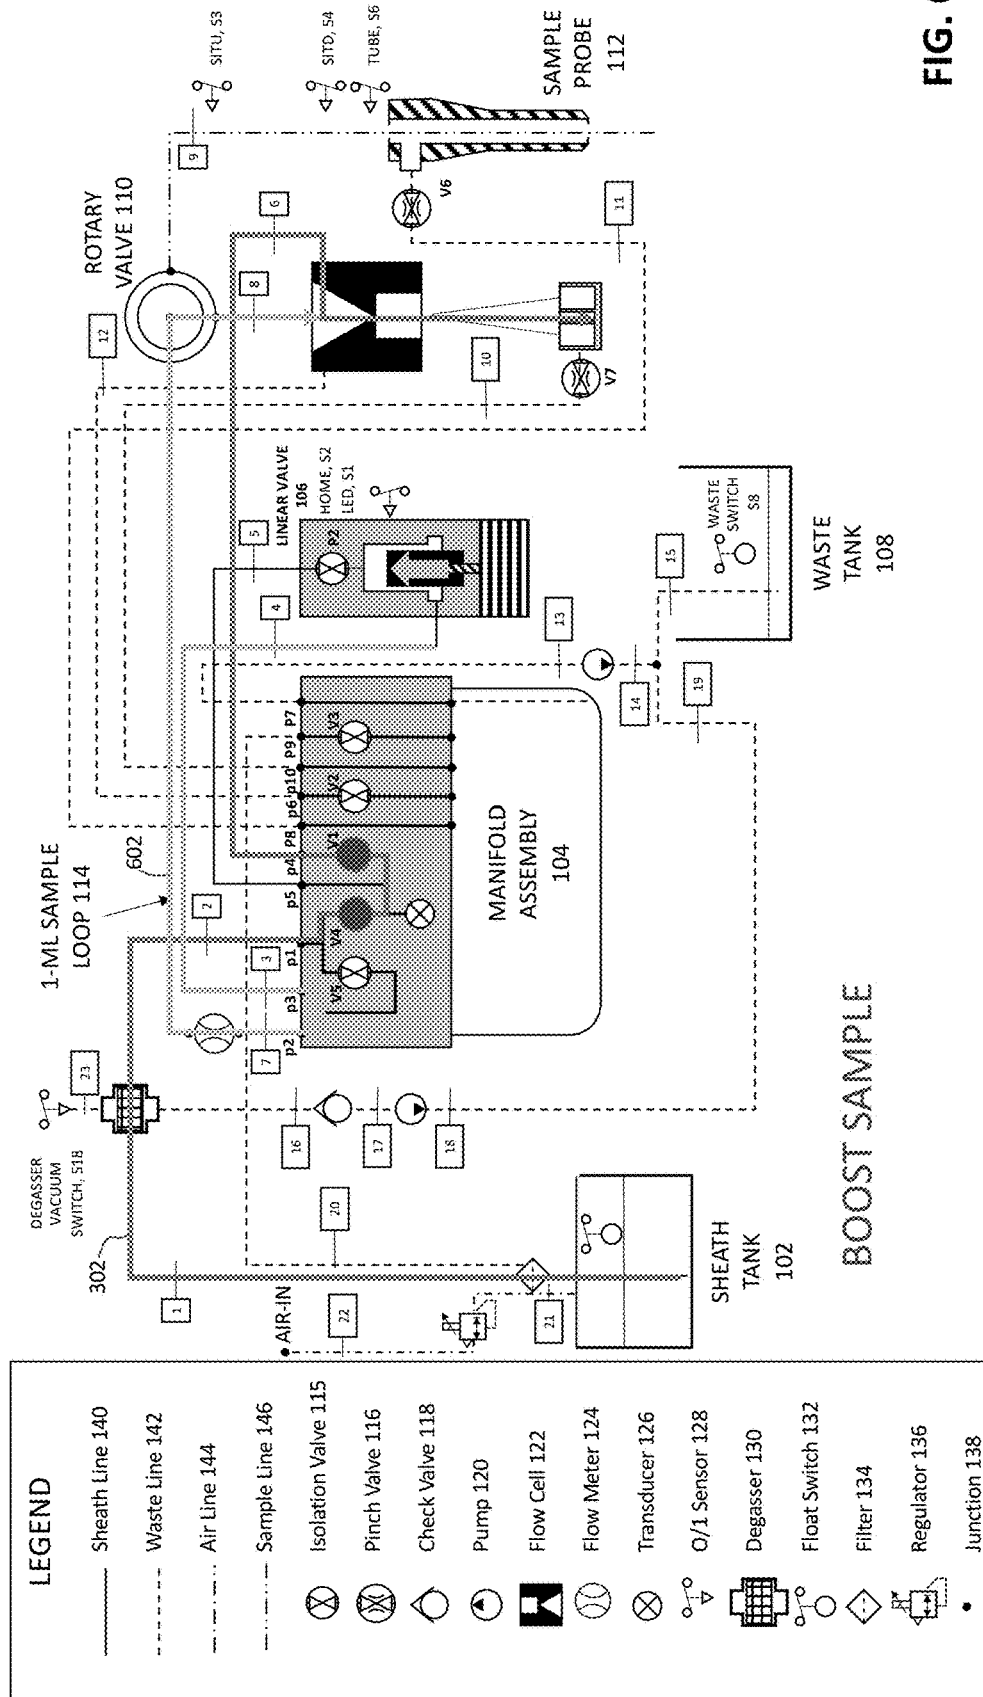 FIG.
LEGEND
Sheath Line 140
Waste Line 142
Air Line 144
Sample Line 146
Isolation Valve 115
Pinch Valve 116
Check Valve 118
Pump 120
Flow Cell 122
Flow Meter 124
Transducer 126
O/1 Sensor 128
Degasser 130
Float Switch 132
Filter 134
Regulator 136
Junction 138
302
DEGASSER
VACUUM
SWITCH, S18
23
1
AIR-IN
22
20
21
SHEATH
TANK
102
16
17
18
1-ML SAMPLE
LOOP 114
602
2
3
7
p2
p3
p1
p5
p4
P8
p6
p10
P9
P7
V5
V4
V1
V2
V3
MANIFOLD
ASSEMBLY
104
4
5
LINEAR VALVE
106
HOME, S2
LED, S1
P2
13
14
15
19
WASTE
SWITCH
S8
WASTE
TANK
108
ROTARY
VALVE 110
12
8
6
9
10
11
V7
V6
SITU, S3
SITD, S4
TUBE, S6
SAMPLE
PROBE
112
BOOST SAMPLE